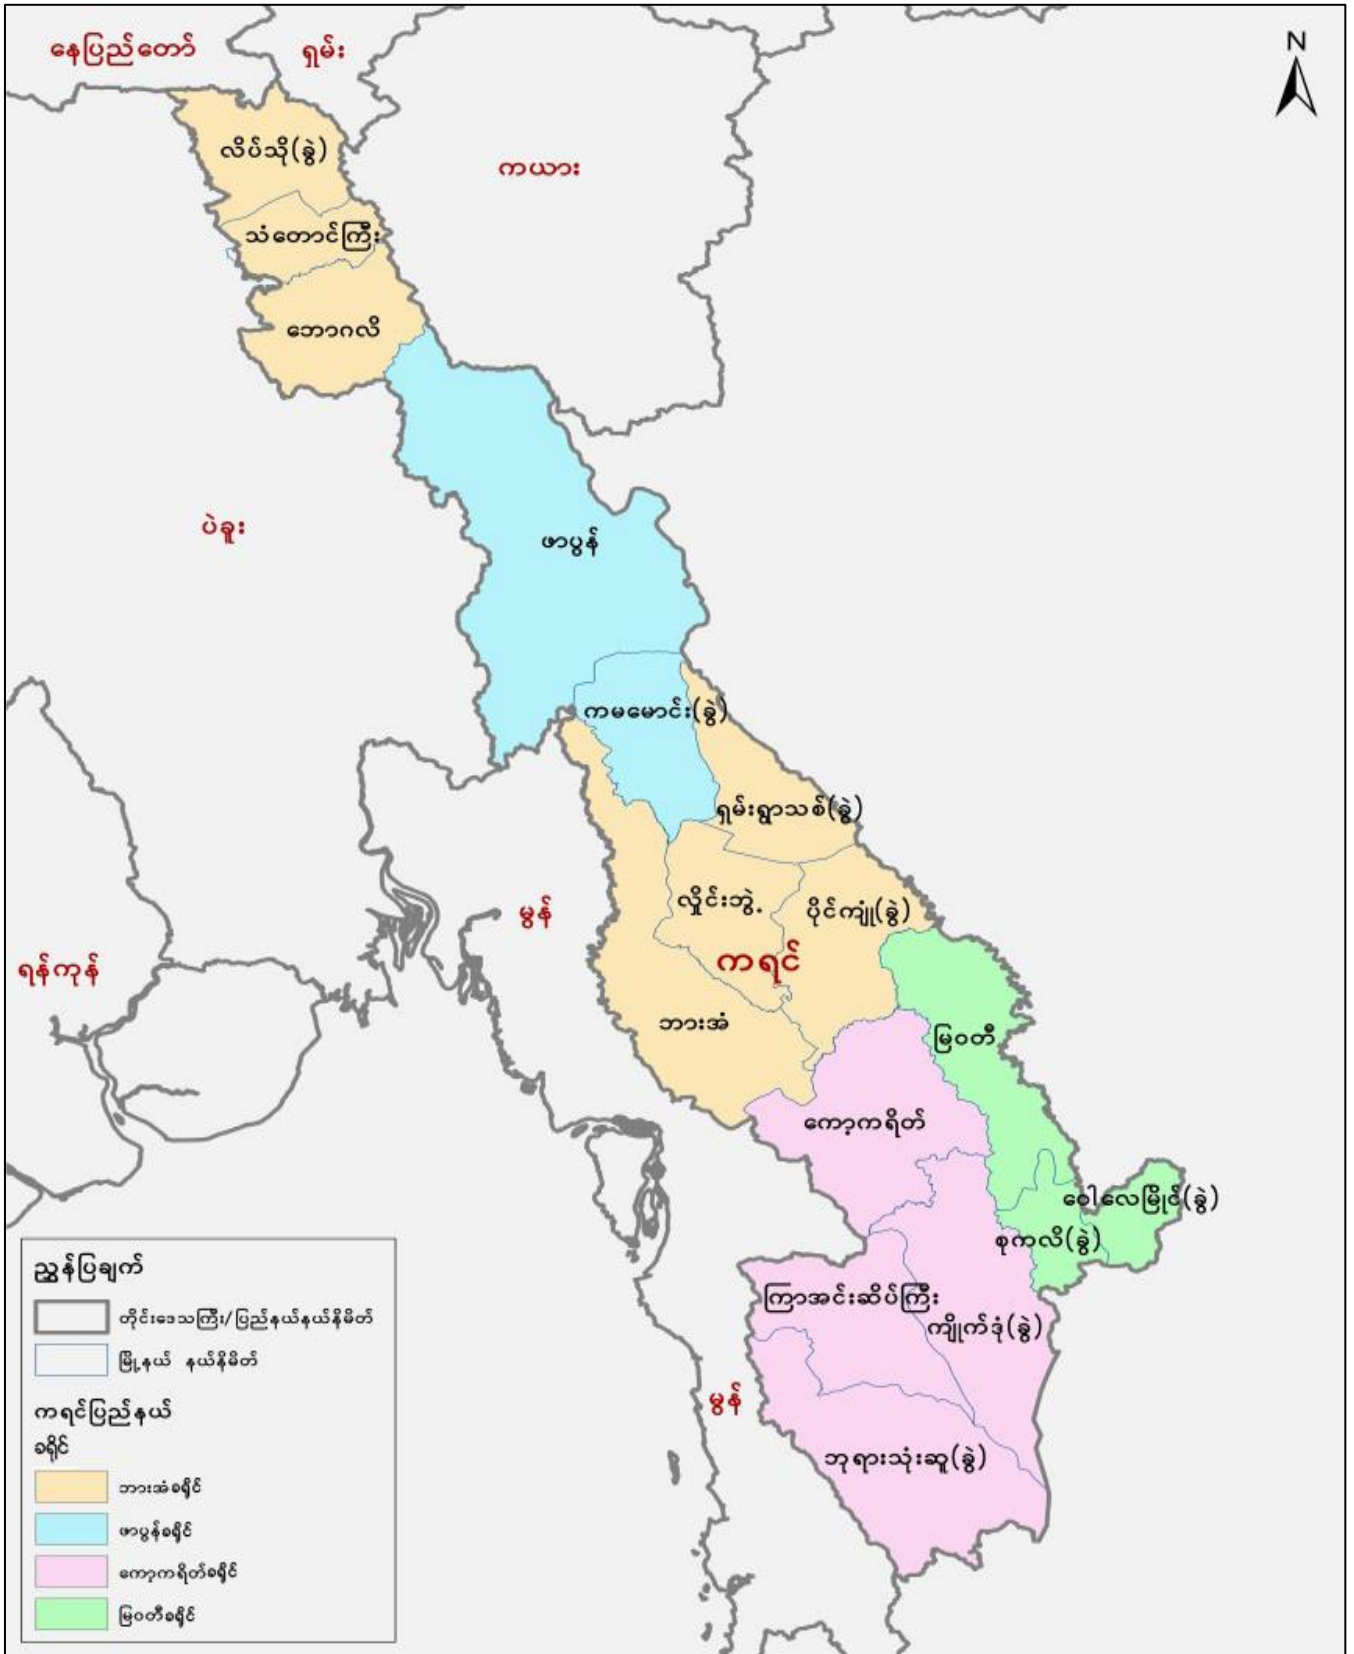 နေပြည်တော်
ရှမ်း
N
လိပ်သို(ခွဲ)
ကယား
သံတောင်ကြီး
ဘောဂလိ
ပဲခူး
ဖာပွန်
ကမမောင်း(ခွဲ)
ရှမ်းရွာသစ်(ခွဲ)
လှိုင်းဘွဲ့
ပိုင်ကျုံ(ခွဲ)
မွန်
ကရင်
ရန်ကုန်
ဘားအံ
မြဝတီ
ကော့ကရိတ်
ဝေါလေမြိုင်(ခွဲ)
စုကလိ(ခွဲ)
ကြာအင်းဆိပ်ကြီး
ကျိုက်ဒုံ(ခွဲ)
မွန်
ဘုရားသုံးဆူ(ခွဲ)
ညွှန်ပြချက်
တိုင်းဒေသကြီး/ပြည်နယ်နယ်နိမိတ်
မြို့နယ် နယ်နိမိတ်
ကရင်ပြည်နယ်
ခရိုင်
ဘားအံခရိုင်
ဖာပွန်ခရိုင်
ကော့ကရိတ်ခရိုင်
မြဝတီခရိုင်